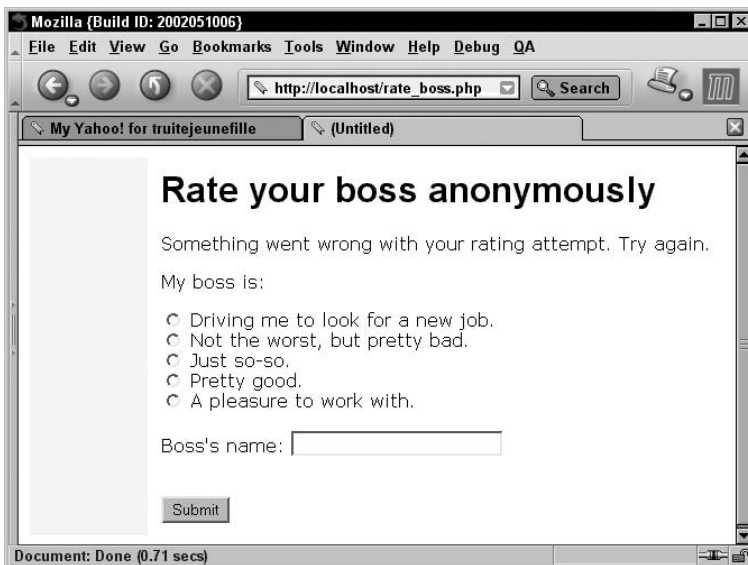 Mozilla {Build ID: 2002051006}
File Edit View Go Bookmarks Tools Window Help Debug QA
http://localhost/rate_boss.php Search
My Yahoo! for truitejeunefille (Untitled)
Rate your boss anonymously
Something went wrong with your rating attempt. Try again.
My boss is:
Driving me to look for a new job.
Not the worst, but pretty bad.
Just so-so.
Pretty good.
A pleasure to work with.
Boss's name:
Submit
Document: Done (0.71 secs)